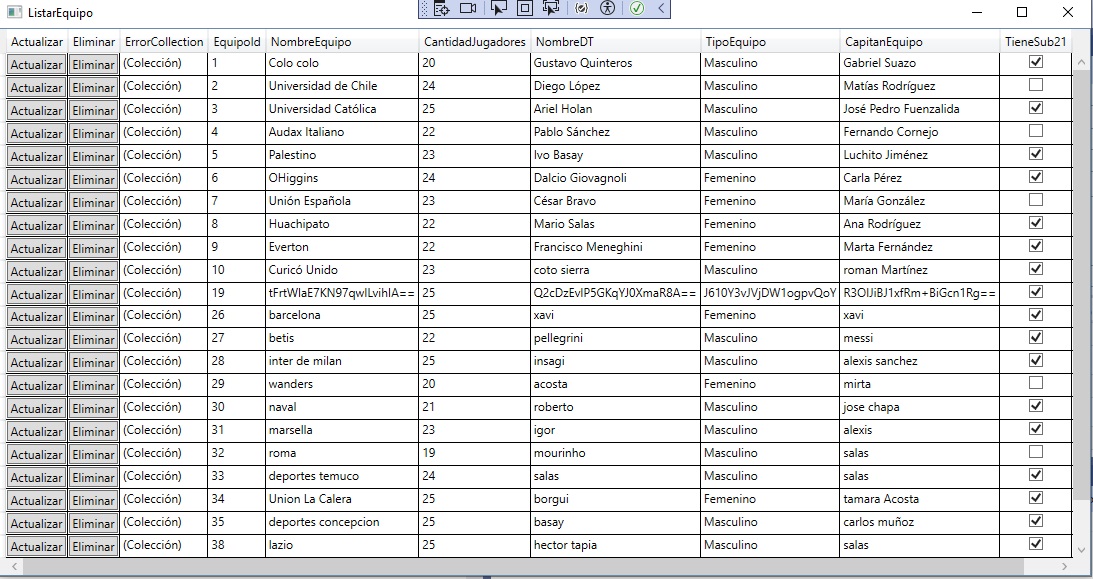 ListarEquipo
Actualizar Eliminar ErrorCollection EquipoId NombreEquipo CantidadJugadores NombreDT TipoEquipo CapitanEquipo TieneSub21
Actualizar Eliminar (Colección) 1 Colo colo 20 Gustavo Quinteros Masculino Gabriel Suazo
Actualizar Eliminar (Colección) 2 Universidad de Chile 24 Diego López Masculino Matías Rodríguez
Actualizar Eliminar (Colección) 3 Universidad Católica 25 Ariel Holan Masculino José Pedro Fuenzalida
Actualizar Eliminar (Colección) 4 Audax Italiano 22 Pablo Sánchez Masculino Fernando Cornejo
Actualizar Eliminar (Colección) 5 Palestino 23 Ivo Basay Masculino Luchito Jiménez
Actualizar Eliminar (Colección) 6 OHiggins 24 Dalcio Giovagnoli Femenino Carla Pérez
Actualizar Eliminar (Colección) 7 Unión Española 23 César Bravo Femenino María González
Actualizar Eliminar (Colección) 8 Huachipato 22 Mario Salas Femenino Ana Rodríguez
Actualizar Eliminar (Colección) 9 Everton 22 Francisco Meneghini Femenino Marta Fernández
Actualizar Eliminar (Colección) 10 Curicó Unido 23 coto sierra Masculino roman Martínez
Actualizar Eliminar (Colección) 19 tFrtWIaE7KN97qwILvihIA== 25 Q2cDzEvIP5GKqYJ0XmaR8A== J610Y3vJVjDW1ogpvQoY R3OIJiBJ1xfRm+BiGcn1Rg==
Actualizar Eliminar (Colección) 26 barcelona 25 xavi Femenino xavi
Actualizar Eliminar (Colección) 27 betis 22 pellegrini Masculino messi
Actualizar Eliminar (Colección) 28 inter de milan 25 insagi Masculino alexis sanchez
Actualizar Eliminar (Colección) 29 wanders 20 acosta Femenino mirta
Actualizar Eliminar (Colección) 30 naval 21 roberto Masculino jose chapa
Actualizar Eliminar (Colección) 31 marsella 23 igor Masculino alexis
Actualizar Eliminar (Colección) 32 roma 19 mourinho Masculino salas
Actualizar Eliminar (Colección) 33 deportes temuco 24 salas Masculino salas
Actualizar Eliminar (Colección) 34 Union La Calera 25 borgui Femenino tamara Acosta
Actualizar Eliminar (Colección) 35 deportes concepcion 25 basay Masculino carlos muñoz
Actualizar Eliminar (Colección) 38 lazio 25 hector tapia Masculino salas